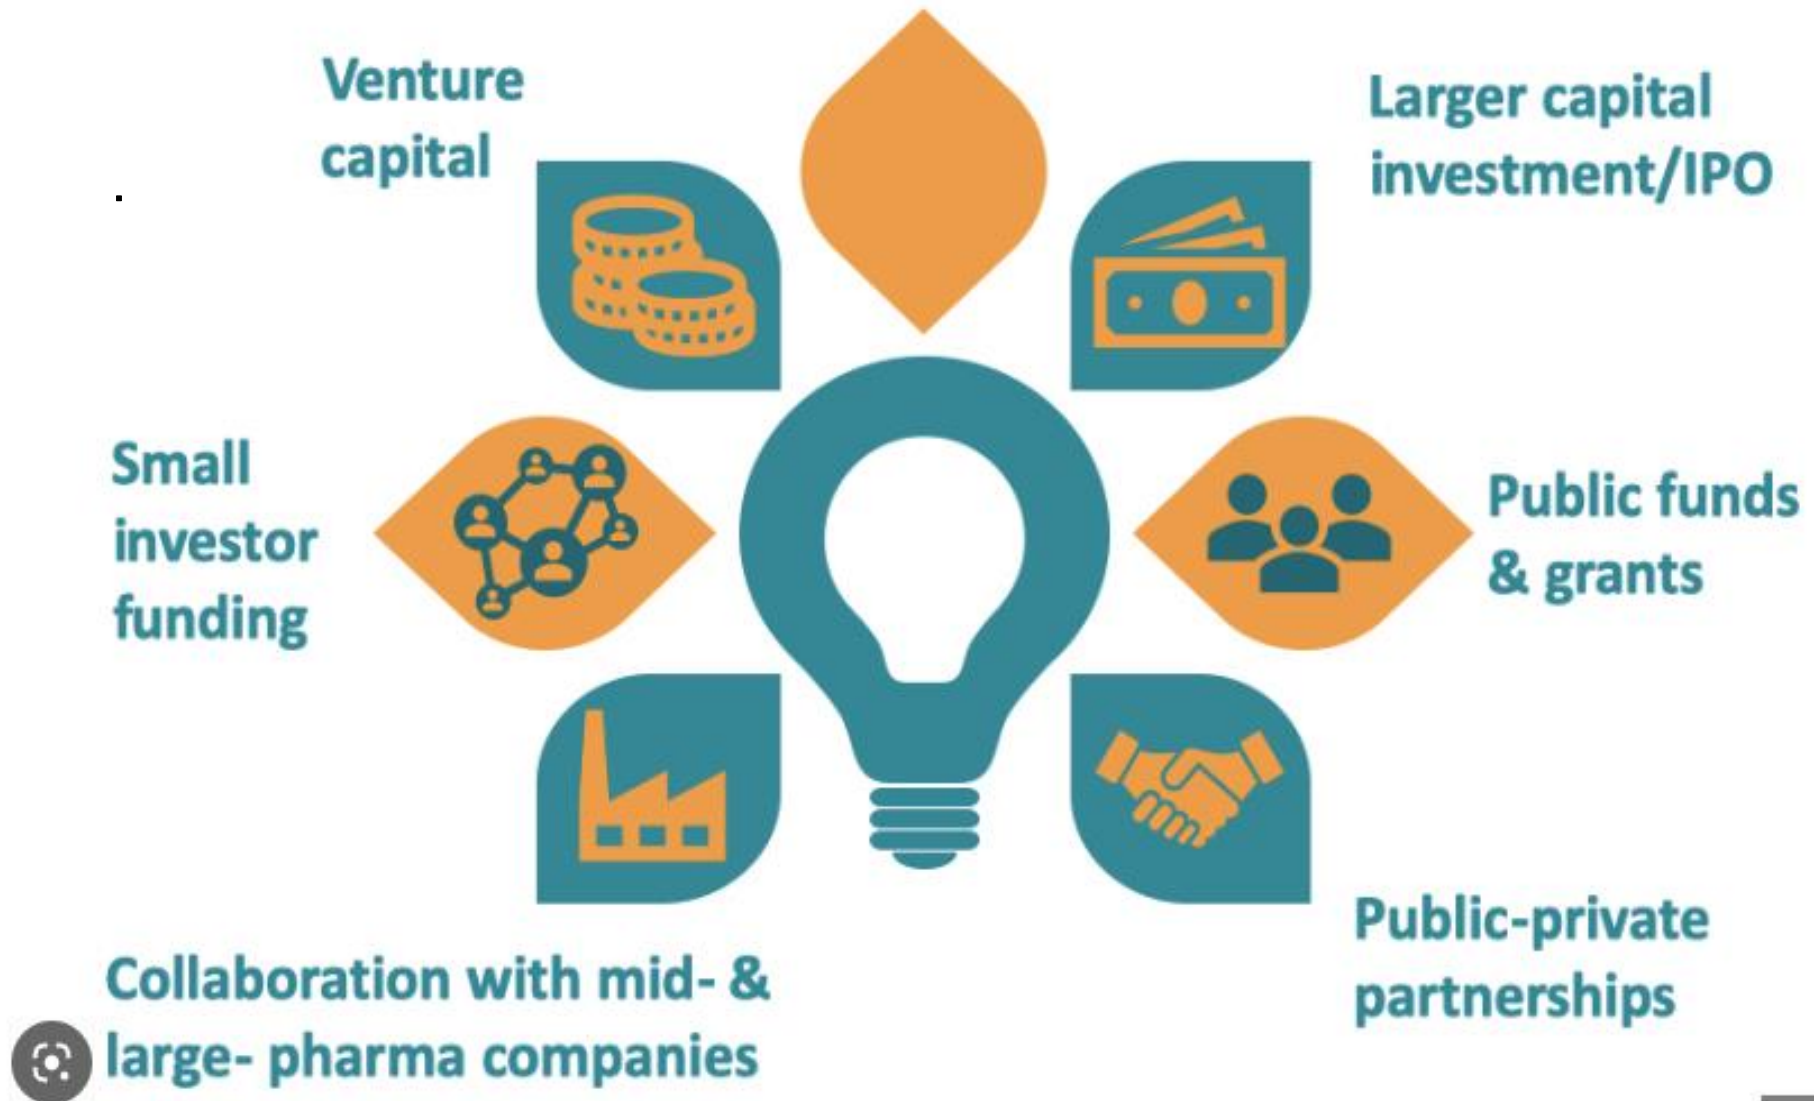 Venture
capital
Larger capital
investment/IPO
Small
investor
funding
Public funds
& grants
Collaboration with mid- &
large- pharma companies
Public-private
partnerships